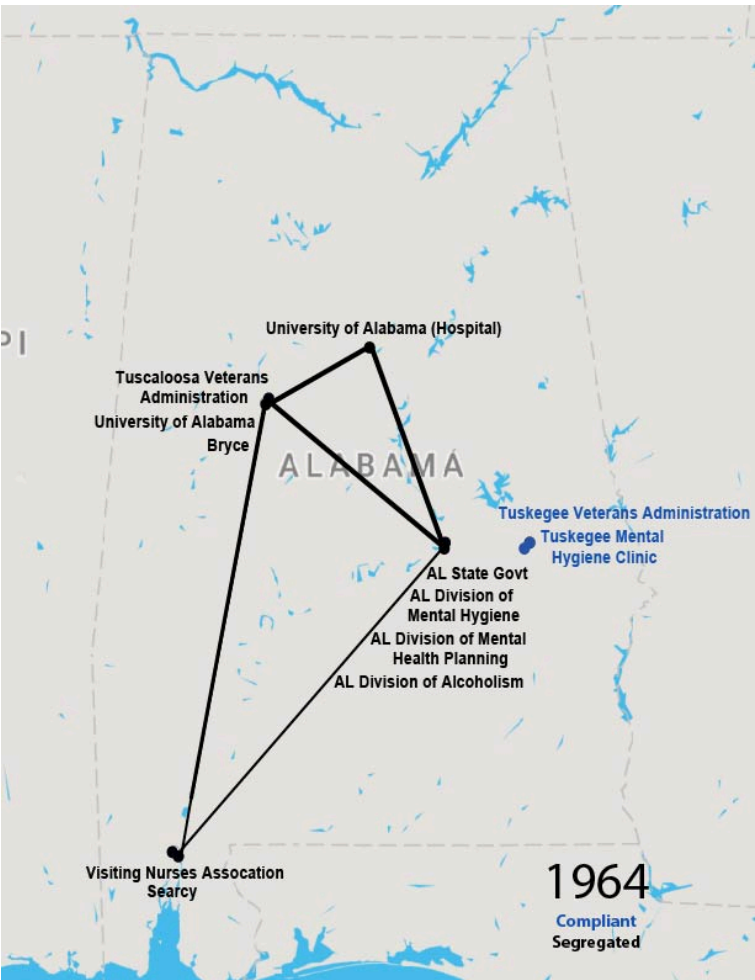 University of Alabama (Hospital)
PI
Tuscaloosa Veterans
Administration
University of Alabama
Bryce
ALABAMA
Tuskegee Veterans Administration
Tuskegee Mental
Hygiene Clinic
AL State Govt
AL Division of
Mental Hygiene
AL Division of Mental
Health Planning
AL Division of Alcoholism
Visiting Nurses Assocation
Searcy
1964
Compliant
Segregated